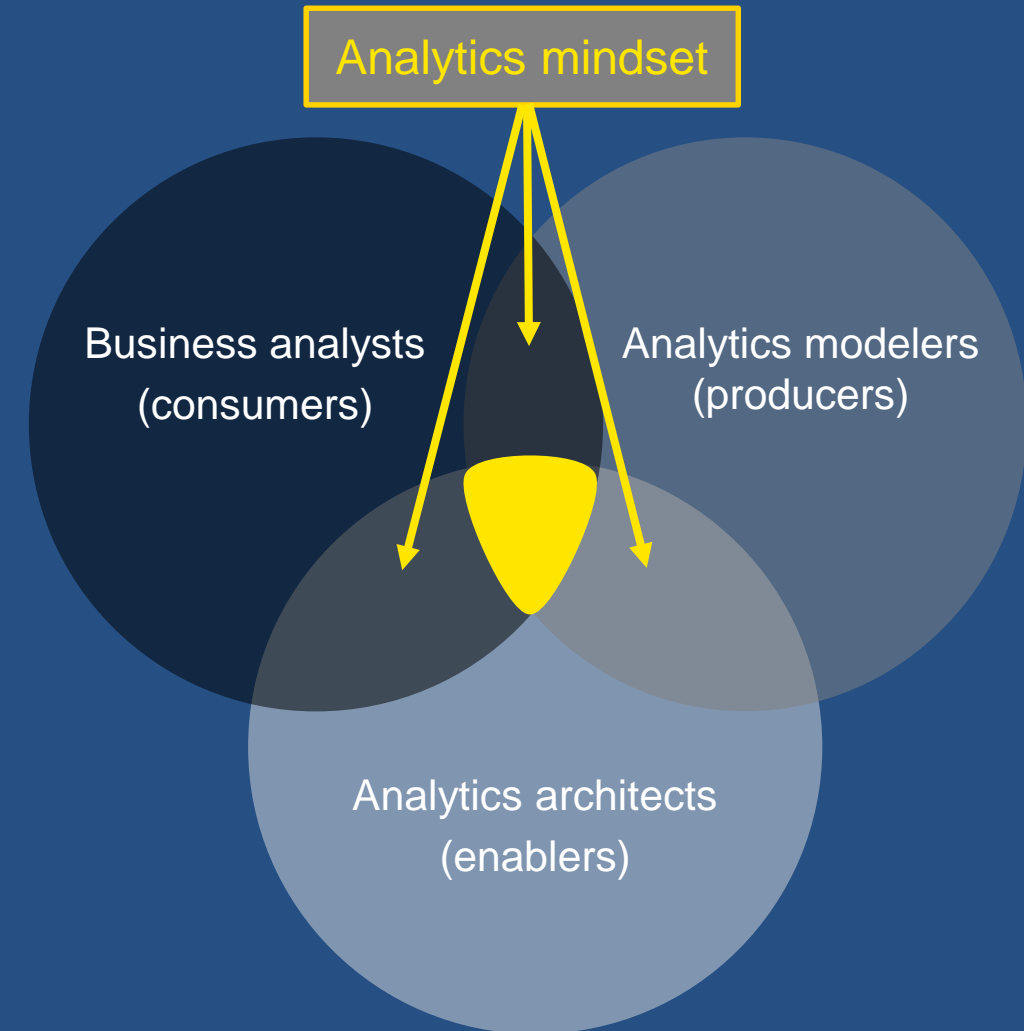 Analytics mindset
Business analysts
(consumers)
Analytics modelers
(producers)
Analytics architects
(enablers)